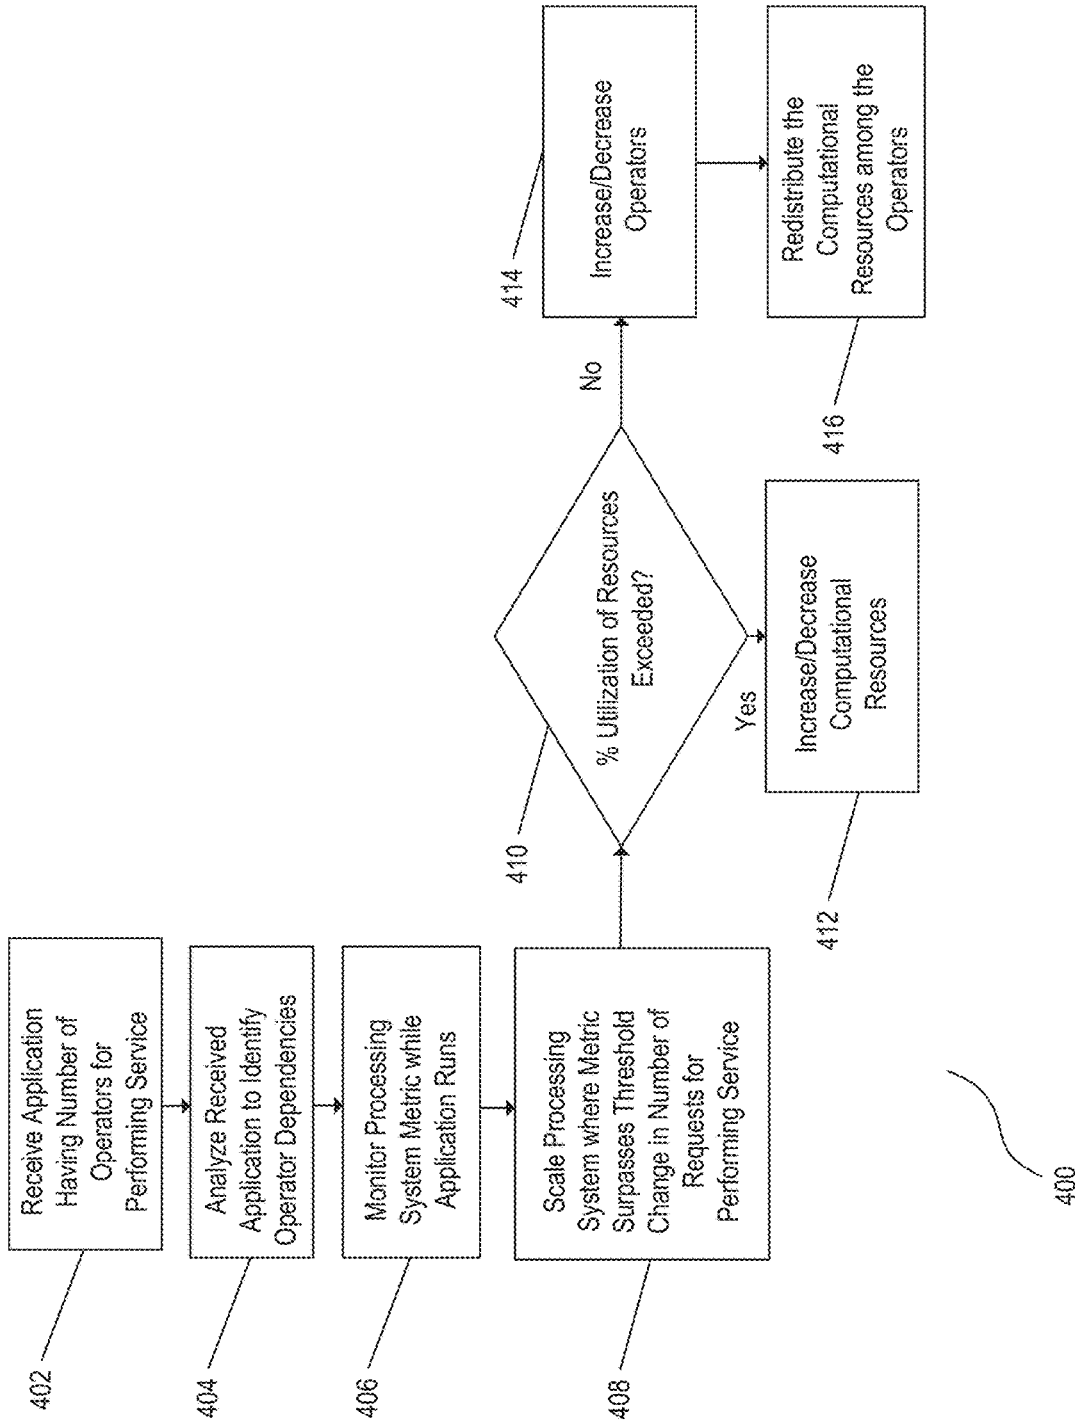 402
Receive Application
Having Number of
Operators for
Performing Service
404
Analyze Received
Application to Identify
Operator Dependencies
406
Monitor Processing
System Metric while
Application Runs
408
Scale Processing
System where Metric
Surpasses Threshold
Change in Number of
Requests for
Performing Service
410
% Utilization of Resources
Exceeded?
Yes
412
Increase/Decrease
Computational
Resources
No
414
Increase/Decrease
Operators
416
Redistribute the
Computational
Resources among the
Operators
400